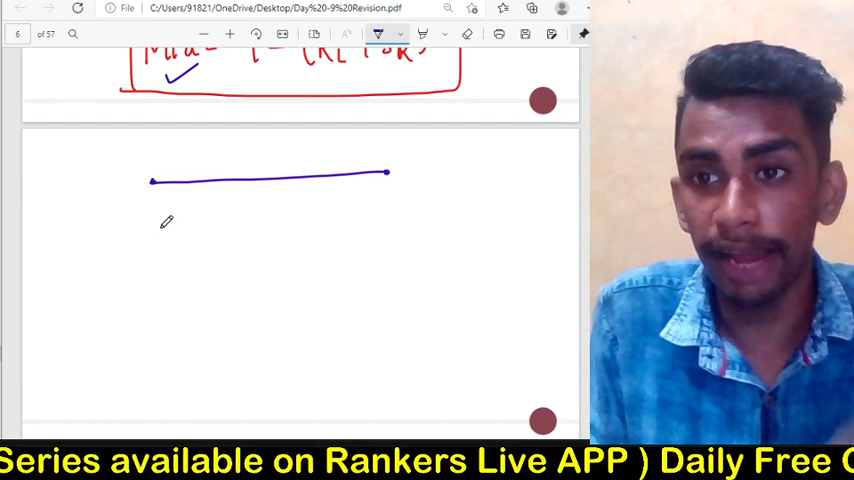 File
C:/Users/91821/OneDrive/Desktop/Day%20-9%20Revision.pdf
6 of 57
Series available on Rankers Live APP ) Daily Free